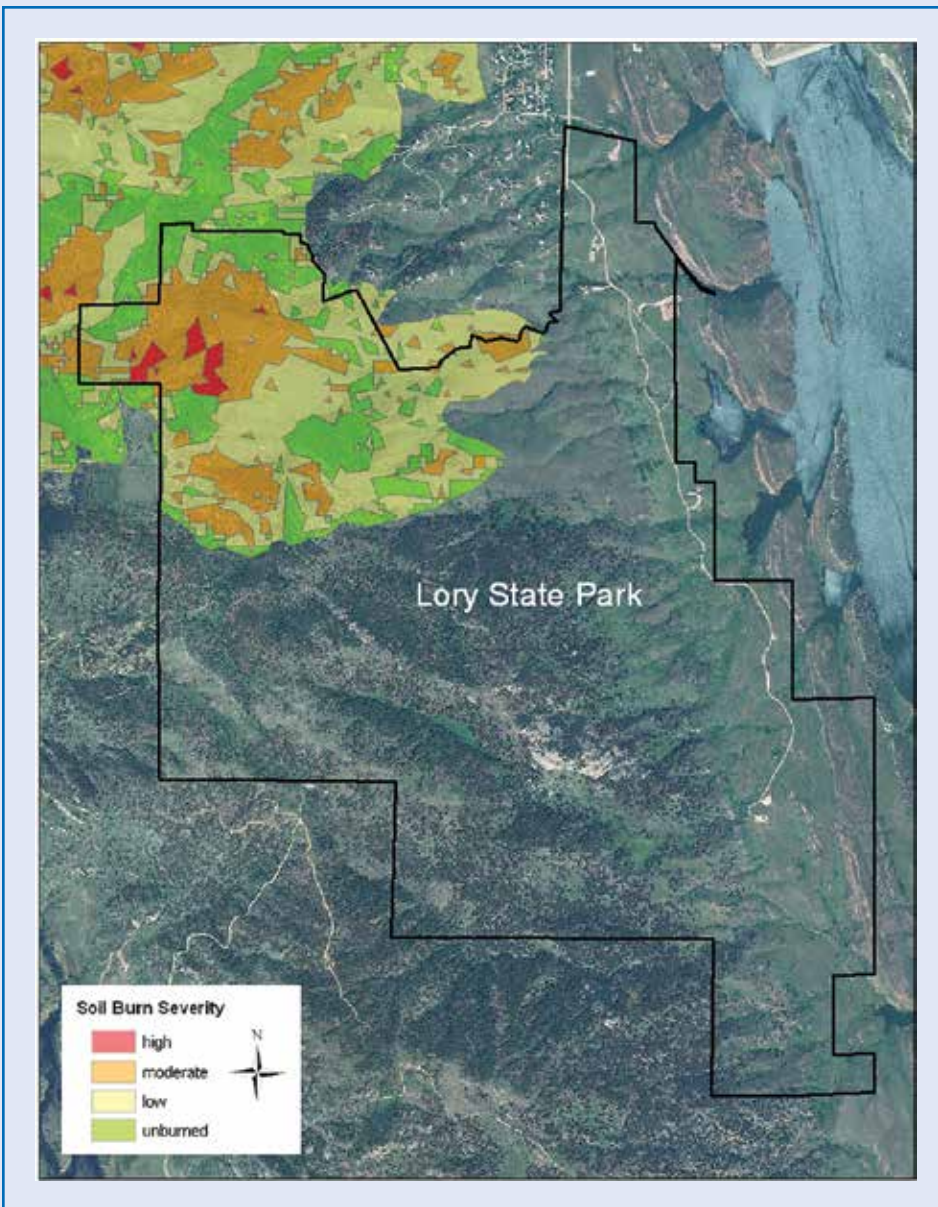 Lory State Park
Soil Burn Severity
N
high
moderate
low
unburned